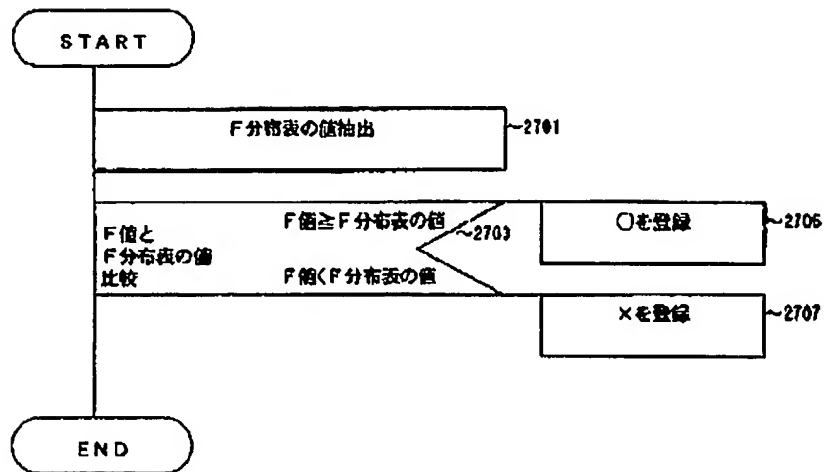 START
F分布表の値抽出 ~2701
F値≧F分布表の値
~2703
○を登録 ~2705
F値と
F分布表の値
比較
F値<F分布表の値
×を登録 ~2707
END